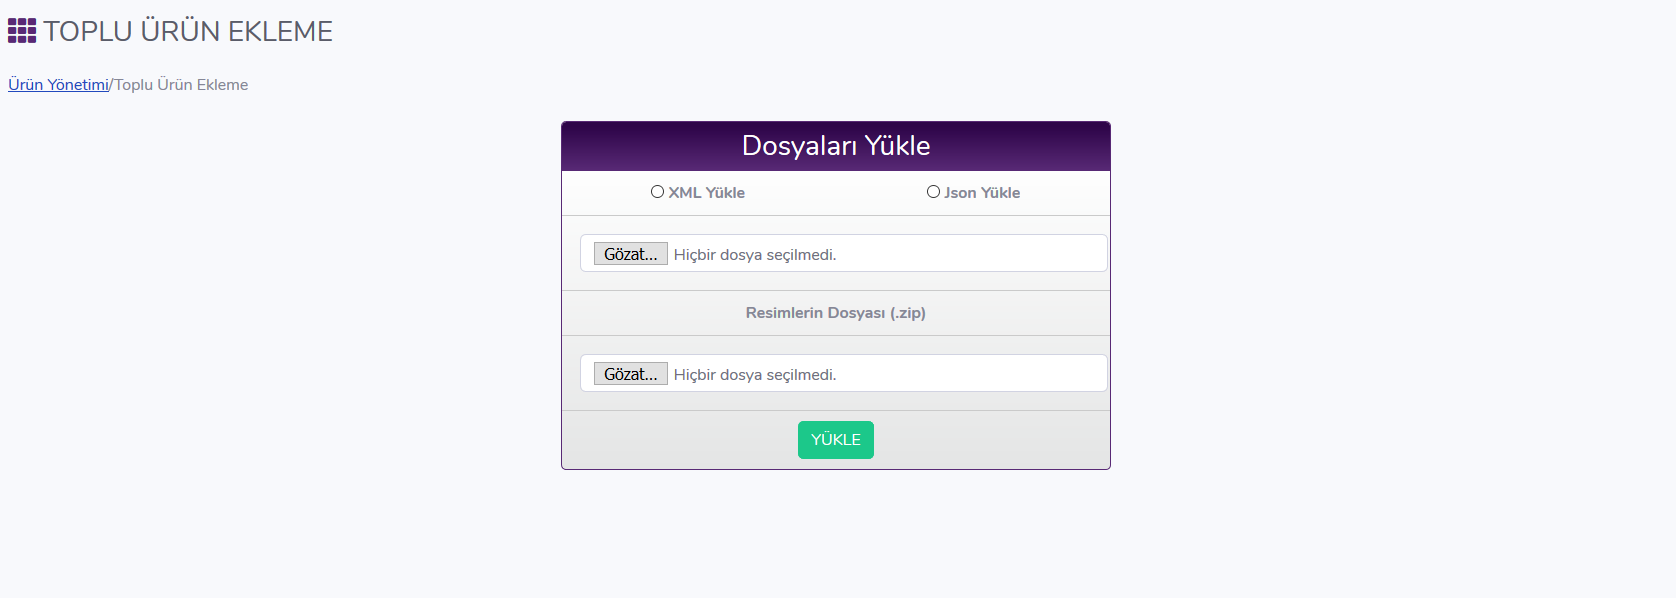 TOPLU ÜRÜN EKLEME
Ürün Yönetimi/Toplu Ürün Ekleme
Dosyaları Yükle
XML Yükle Json Yükle
Gözat... Hiçbir dosya seçilmedi.
Resimlerin Dosyası (.zip)
Gözat... Hiçbir dosya seçilmedi.
YÜKLE